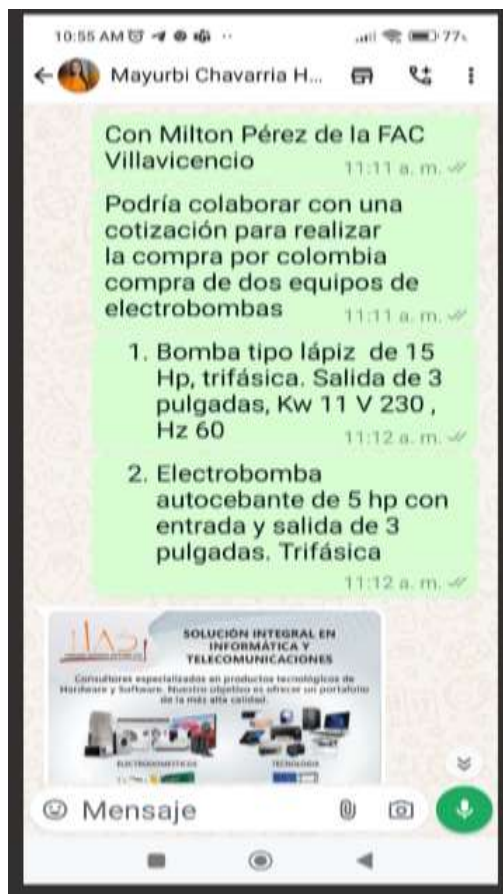 10:55 AM
77
Mayurbi Chavarria H...
Con Milton Pérez de la FAC
Villavicencio
11:11 a. m.
Podría colaborar con una
cotización para realizar
la compra por colombia
compra de dos equipos de
electrobombas
11:11 a. m.
1. Bomba tipo lápiz de 15
Hp, trifásica. Salida de 3
pulgadas, Kw 11 V 230 ,
Hz 60
11:12 a. m.
2. Electrobomba
autocebante de 5 hp con
entrada y salida de 3
pulgadas. Trifásica
11:12 a. m.
SOLUCIÓN INTEGRAL EN
INFORMÁTICA Y
TELECOMUNICACIONES
Consultores especializados en productos tecnológicos de
Hardware y Software. Nuestro objetivo es ofrecer un portafolio
de la más alta calidad.
ELECTRODOMÉSTICOS
TECNOLOGÍA
Mensaje